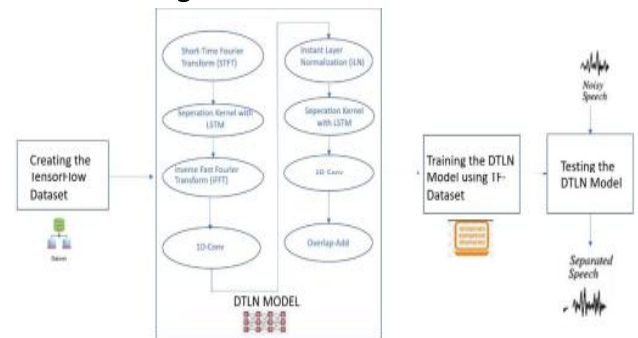 Creating the
TensorFlow
Dataset
Dataset
Short-Time Fourier
Transform (STFT)
Seperation Kernel with
LSTM
Inverse Fast Fourier
Transform (IFFT)
1D-Conv
Instant Layer
Normalization (iLN)
Seperation Kernel
with LSTM
1D Conv
Overlap-Add
DTLN MODEL
Training the DTLN
Model using TF-
Dataset
Noisy
Speech
Testing the
DTLN Model
Separated
Speech